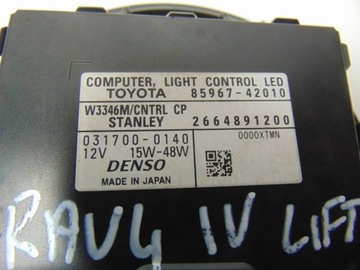 COMPUTER, LIGHT CONTROL LED
TOYOTA 85967-42010
W3346M/CNTRL CP
STANLEY 2664891200
031700-0140 0000XTMN
12V 15W-48W
DENSO
MADE IN JAPAN
RAV4 IV LIFT